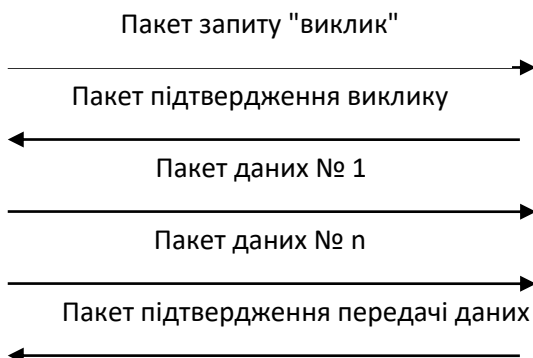 Пакет запиту "виклик"
Пакет підтвердження виклику
Пакет даних № 1
Пакет даних № n
Пакет підтвердження передачі даних